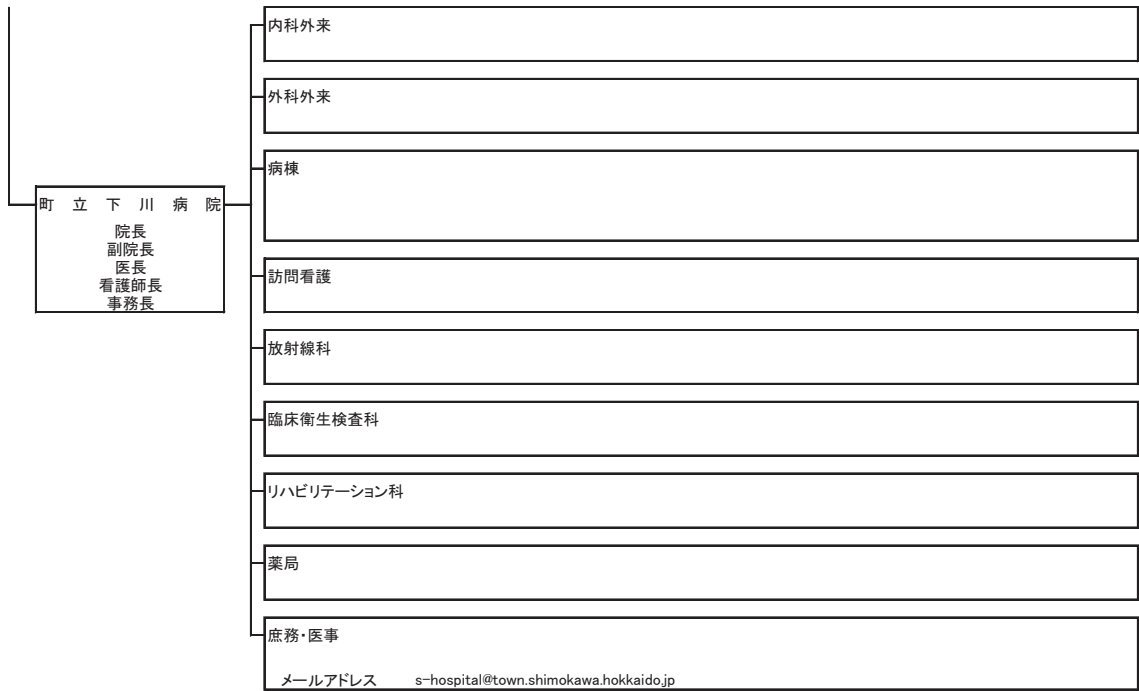 町立下川病院
院長
副院長
医長
看護師長
事務長
内科外来
外科外来
病棟
訪問看護
放射線科
臨床衛生検査科
リハビリテーション科
薬局
庶務・医事
メールアドレス s-hospital@town.shimokawa.hokkaido.jp